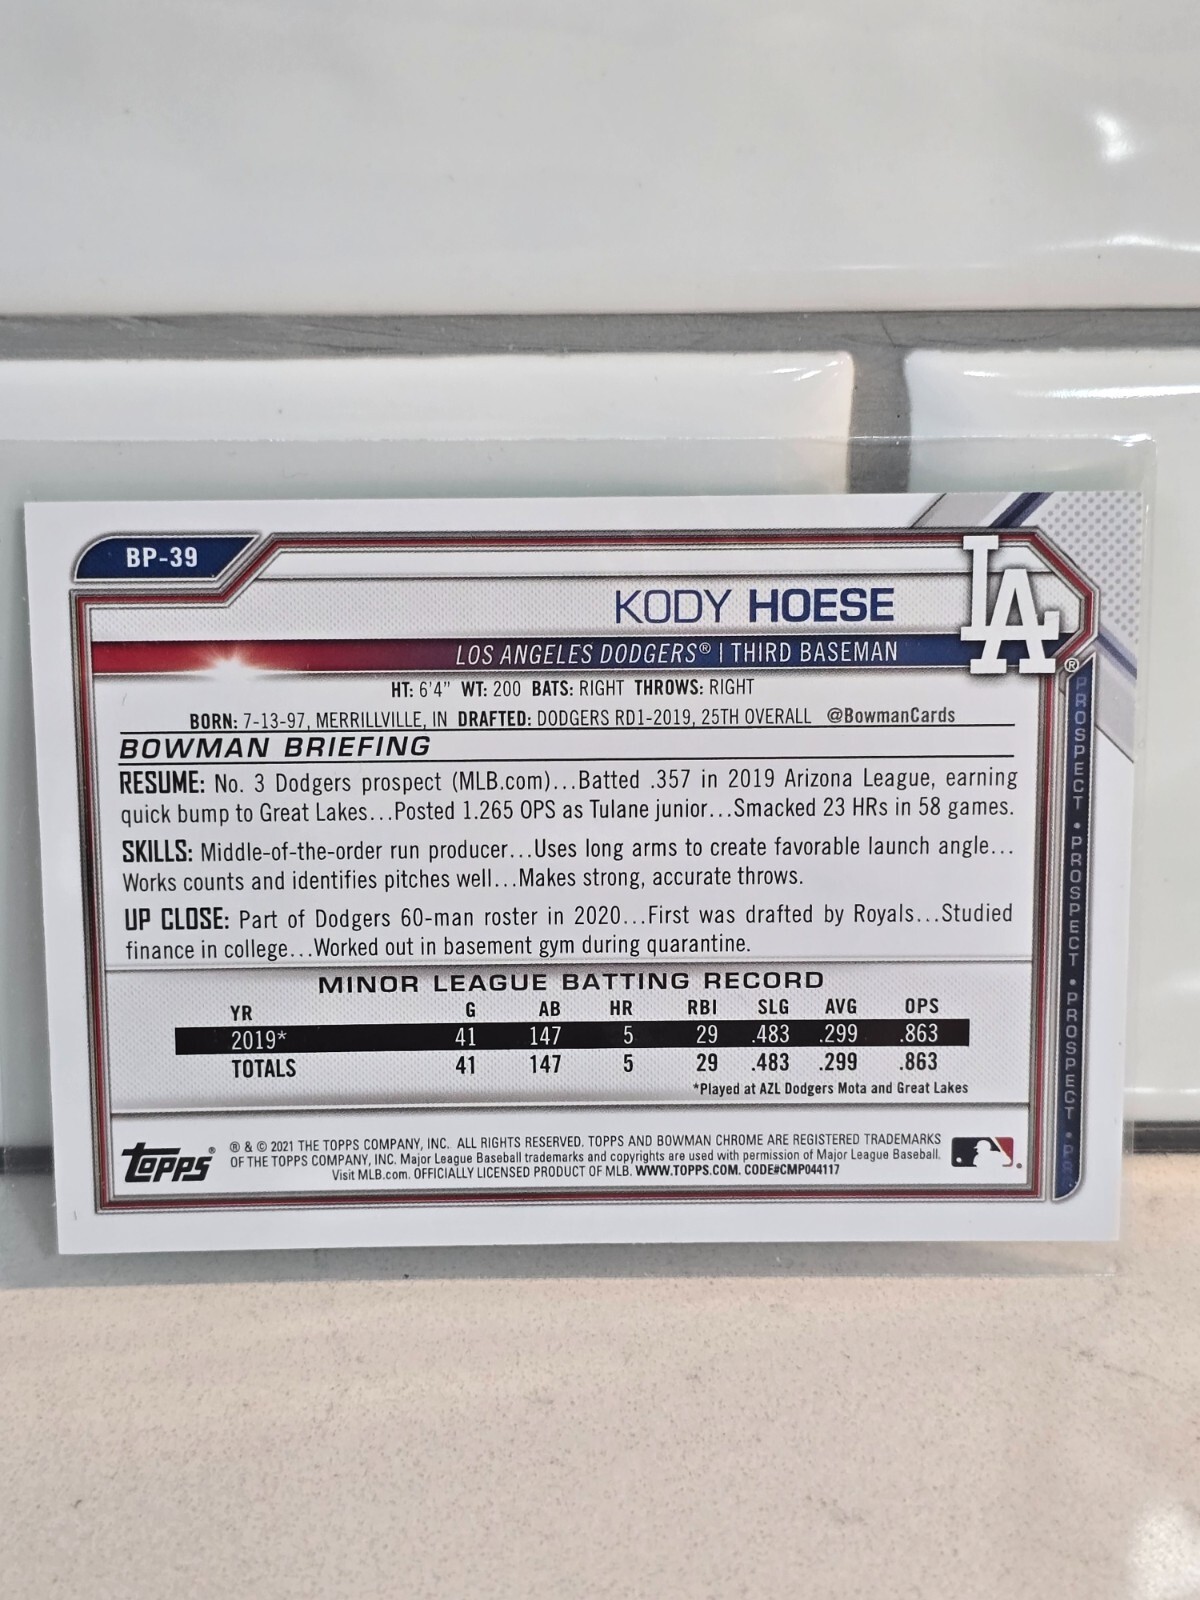 BP-39
KODY HOESE
LA
LOS ANGELES DODGERS® | THIRD BASEMAN
®
HT: 6'4" WT: 200 BATS: RIGHT THROWS: RIGHT
BORN: 7-13-97, MERRILLVILLE, IN DRAFTED: DODGERS RD1-2019, 25TH OVERALL @BowmanCards
BOWMAN BRIEFING
RESUME: No. 3 Dodgers prospect (MLB.com)...Batted .357 in 2019 Arizona League, earning
quick bump to Great Lakes...Posted 1.265 OPS as Tulane junior...Smacked 23 HRs in 58 games.
SKILLS: Middle-of-the-order run producer...Uses long arms to create favorable launch angle...
Works counts and identifies pitches well...Makes strong, accurate throws.
UP CLOSE: Part of Dodgers 60-man roster in 2020...First was drafted by Royals...Studied
finance in college...Worked out in basement gym during quarantine.
MINOR LEAGUE BATTING RECORD
YR G AB HR RBI SLG AVG OPS
2019* 41 147 5 29 .483 .299 .863
TOTALS 41 147 5 29 .483 .299 .863
*Played at AZL Dodgers Mota and Great Lakes
topps®
® & © 2021 THE TOPPS COMPANY, INC. ALL RIGHTS RESERVED. TOPPS AND BOWMAN CHROME ARE REGISTERED TRADEMARKS
OF THE TOPPS COMPANY, INC. Major League Baseball trademarks and copyrights are used with permission of Major League Baseball.
Visit MLB.com. OFFICIALLY LICENSED PRODUCT OF MLB. WWW.TOPPS.COM. CODE#CMP044117
PROSPECT • PROSPECT • PROSPECT • PR